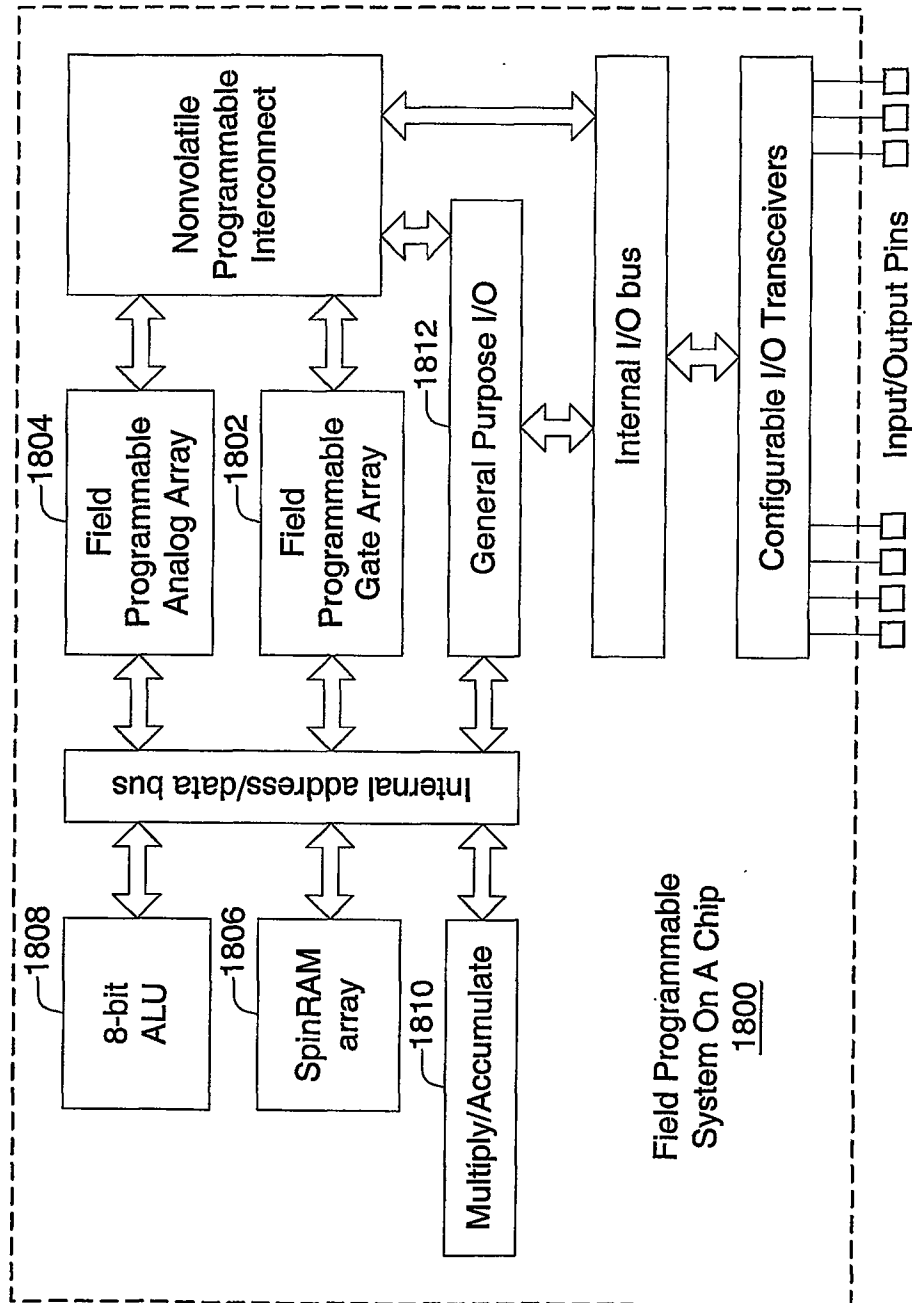 1808
8-bit
ALU
1806
SpinRAM
array
1810
Multiply/Accumulate
Internal address/data bus
1804
Field
Programmable
Analog Array
1802
Field
Programmable
Gate Array
1812
General Purpose I/O
Nonvolatile
Programmable
Interconnect
Internal I/O bus
Configurable I/O Transceivers
Input/Output Pins
Field Programmable
System On A Chip
1800